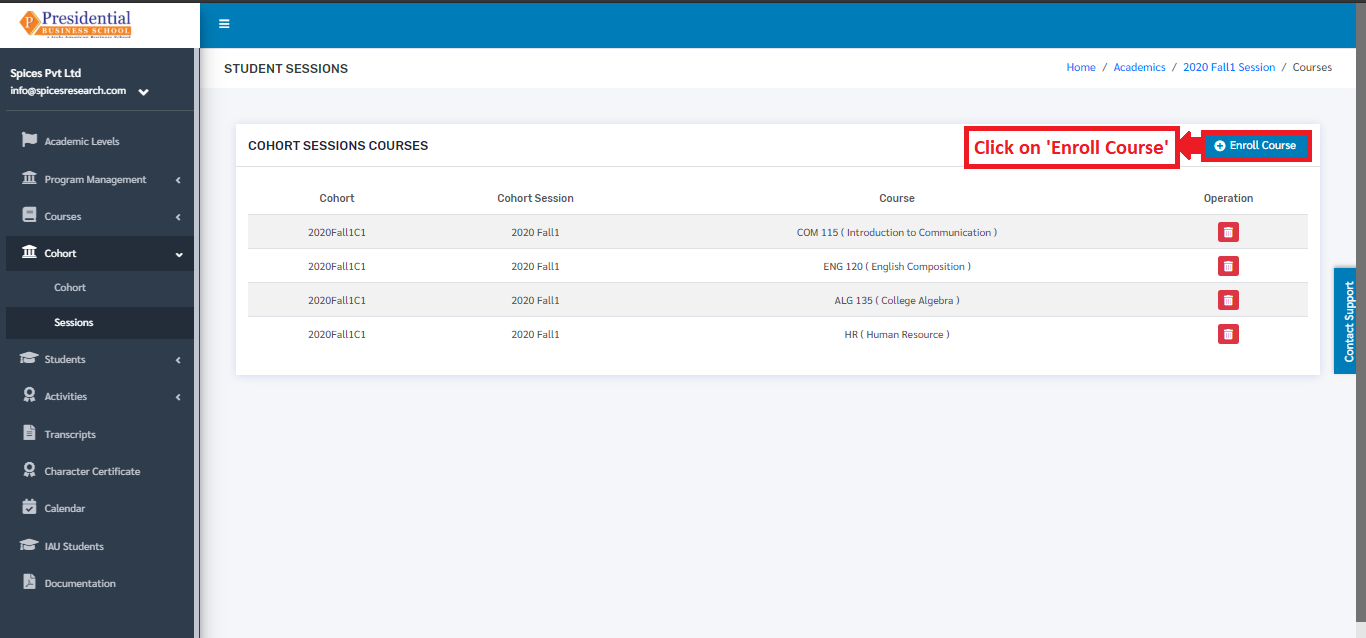 Presidential
BUSINESS SCHOOL
STUDENT SESSIONS
Home / Academics / 2020 Fall1 Session / Courses
Spices Pvt Ltd
info@spicesresearch.com
Academic Levels
Program Management
Courses
Cohort
Cohort
Sessions
Students
Activities
Transcripts
Character Certificate
Calendar
IAU Students
Documentation
COHORT SESSIONS COURSES
Click on 'Enroll Course'
Enroll Course
Cohort Cohort Session Course Operation
2020Fall1C1 2020 Fall1 COM 115 ( Introduction to Communication )
2020Fall1C1 2020 Fall1 ENG 120 ( English Composition )
2020Fall1C1 2020 Fall1 ALG 135 ( College Algebra )
2020Fall1C1 2020 Fall1 HR ( Human Resource )
Contact Support